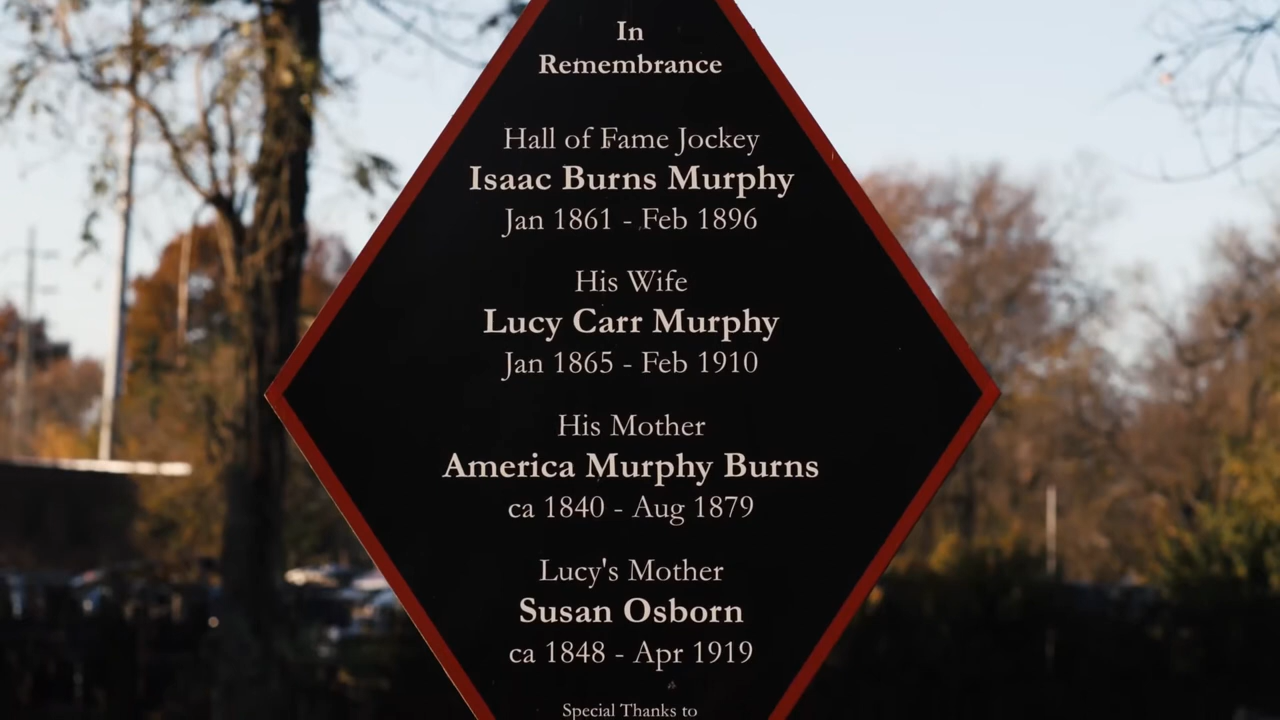 In
Remembrance
Hall of Fame Jockey
Isaac Burns Murphy
Jan 1861 - Feb 1896
His Wife
Lucy Carr Murphy
Jan 1865 - Feb 1910
His Mother
America Murphy Burns
ca 1840 - Aug 1879
Lucy's Mother
Susan Osborn
ca 1848 - Apr 1919
Special Thanks to